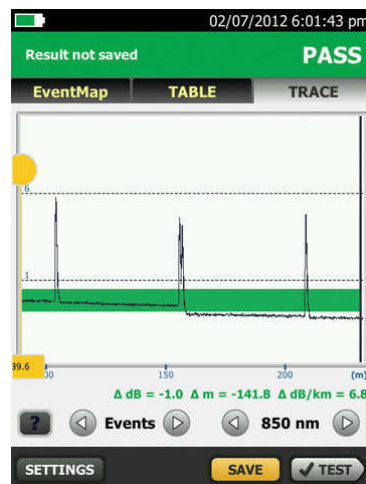 02/07/2012 6:01:43 pm
Result not saved
PASS
EventMap
TABLE
TRACE
6
1
39.6
00
150
200
(m)
Δ dB = -1.0 Δ m = -141.8 Δ dB/km = 6.8
?
Events
850 nm
SETTINGS
SAVE
TEST